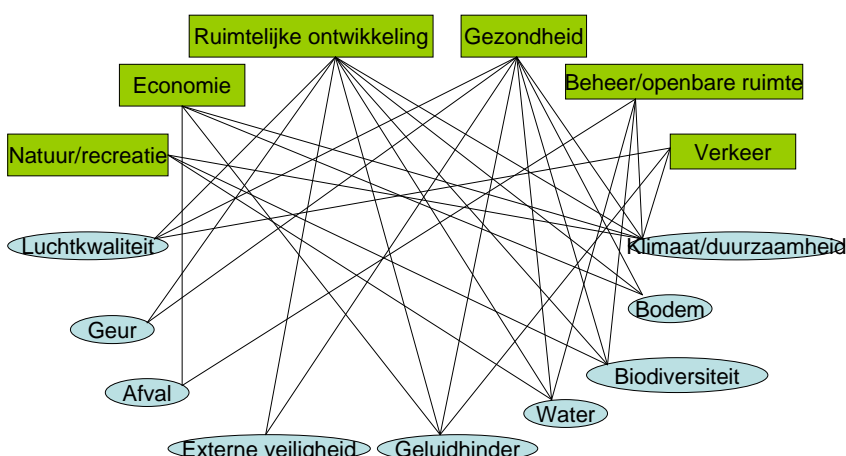 Ruimtelijke ontwikkeling
Gezondheid
Economie
Beheer/openbare ruimte
Natuur/recreatie
Verkeer
Luchtkwaliteit
Klimaat/duurzaamheid
Bodem
Geur
Biodiversiteit
Afval
Water
Externe veiligheid
Geluidhinder